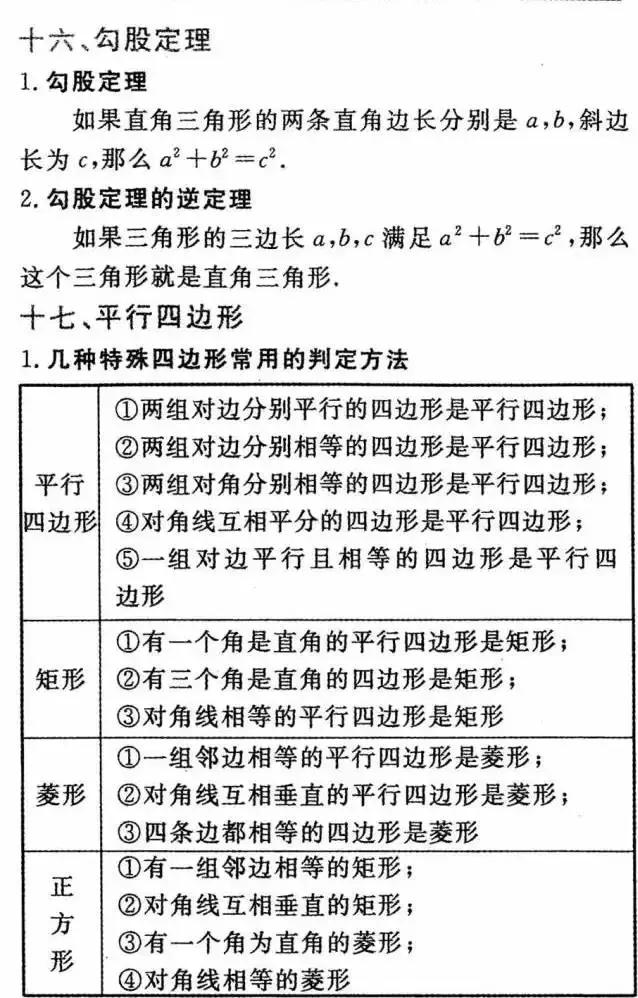 十六、勾股定理
1. 勾股定理
如果直角三角形的两条直角边长分别是 a,b,斜边
长为 c,那么 a²+b²=c².
2. 勾股定理的逆定理
如果三角形的三边长 a,b,c 满足 a²+b²=c²,那么
这个三角形就是直角三角形.
十七、平行四边形
1. 几种特殊四边形常用的判定方法
平行
四边形
①两组对边分别平行的四边形是平行四边形；
②两组对边分别相等的四边形是平行四边形；
③两组对角分别相等的四边形是平行四边形；
④对角线互相平分的四边形是平行四边形；
⑤一组对边平行且相等的四边形是平行四
边形
矩形
①有一个角是直角的平行四边形是矩形；
②有三个角是直角的四边形是矩形；
③对角线相等的平行四边形是矩形
菱形
①一组邻边相等的平行四边形是菱形；
②对角线互相垂直的平行四边形是菱形；
③四条边都相等的四边形是菱形
正
方
形
①有一组邻边相等的矩形；
②对角线互相垂直的矩形；
③有一个角为直角的菱形；
④对角线相等的菱形